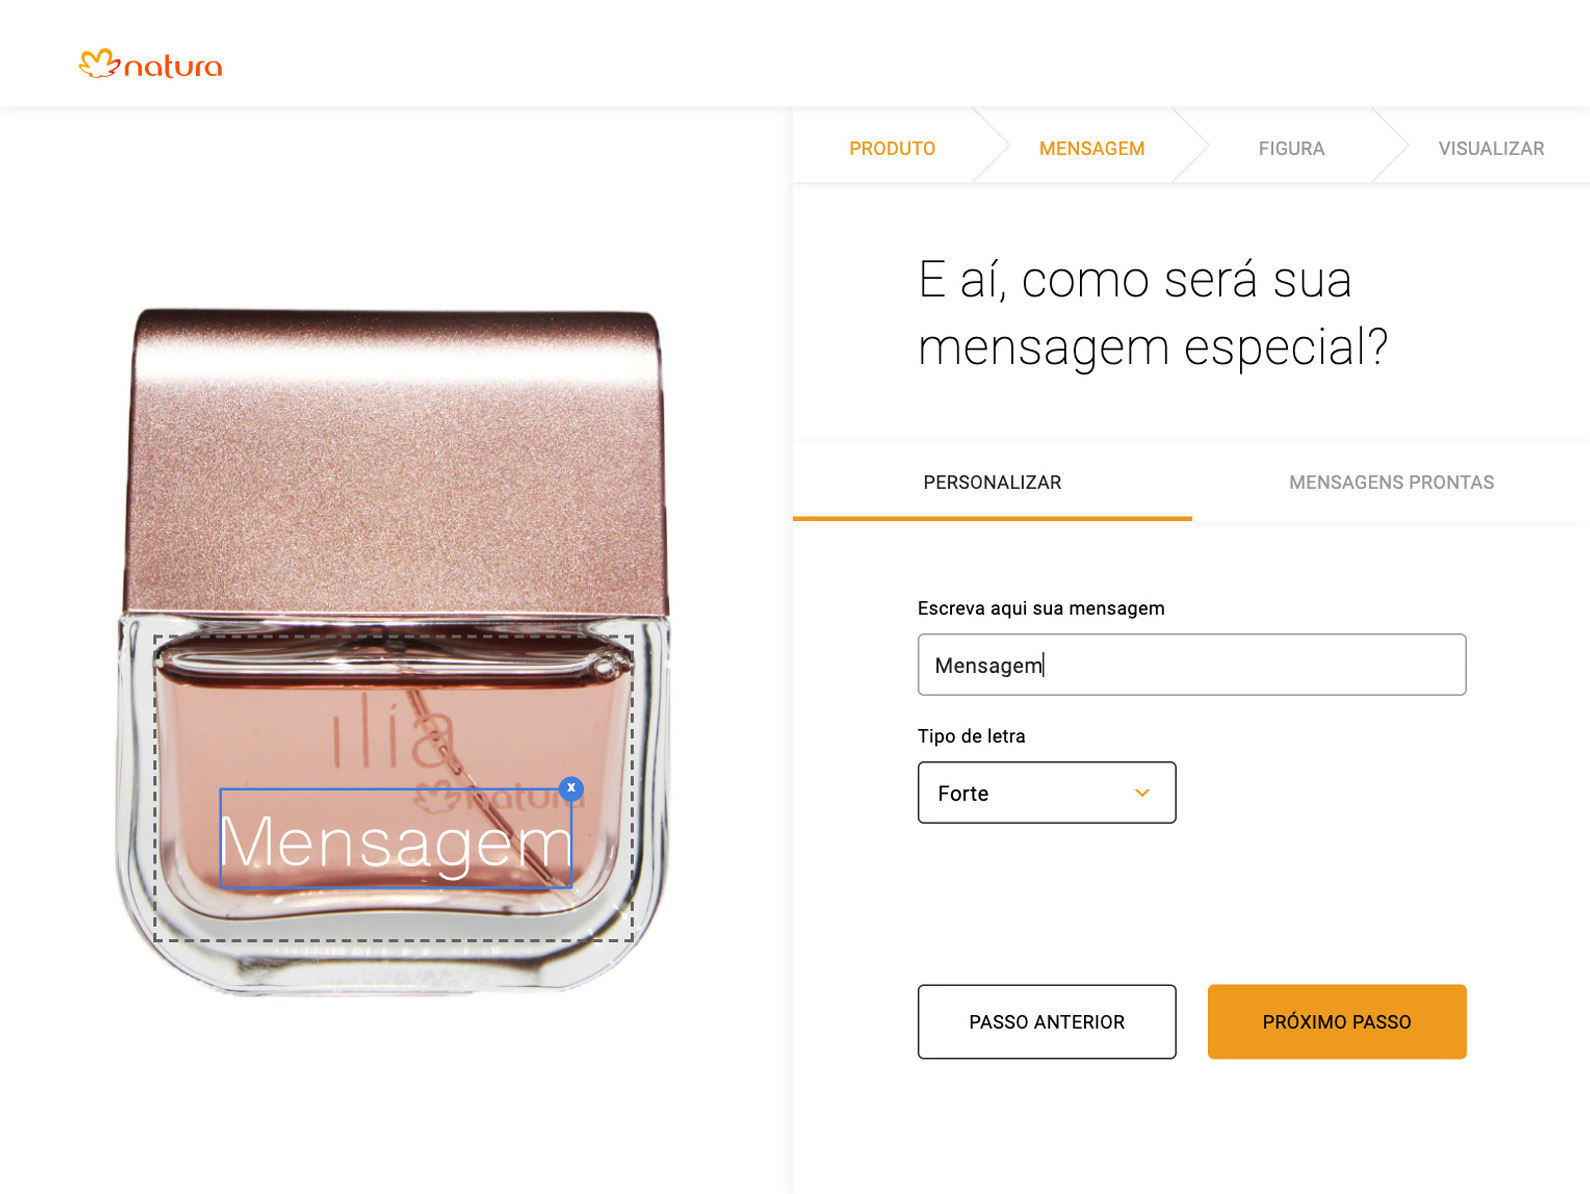 natura
PRODUTO
MENSAGEM
FIGURA
VISUALIZAR
E aí, como será sua
mensagem especial?
PERSONALIZAR
MENSAGENS PRONTAS
Escreva aqui sua mensagem
Mensagem
Tipo de letra
Forte
PASSO ANTERIOR
PRÓXIMO PASSO
ilía
natura
x
Mensagem